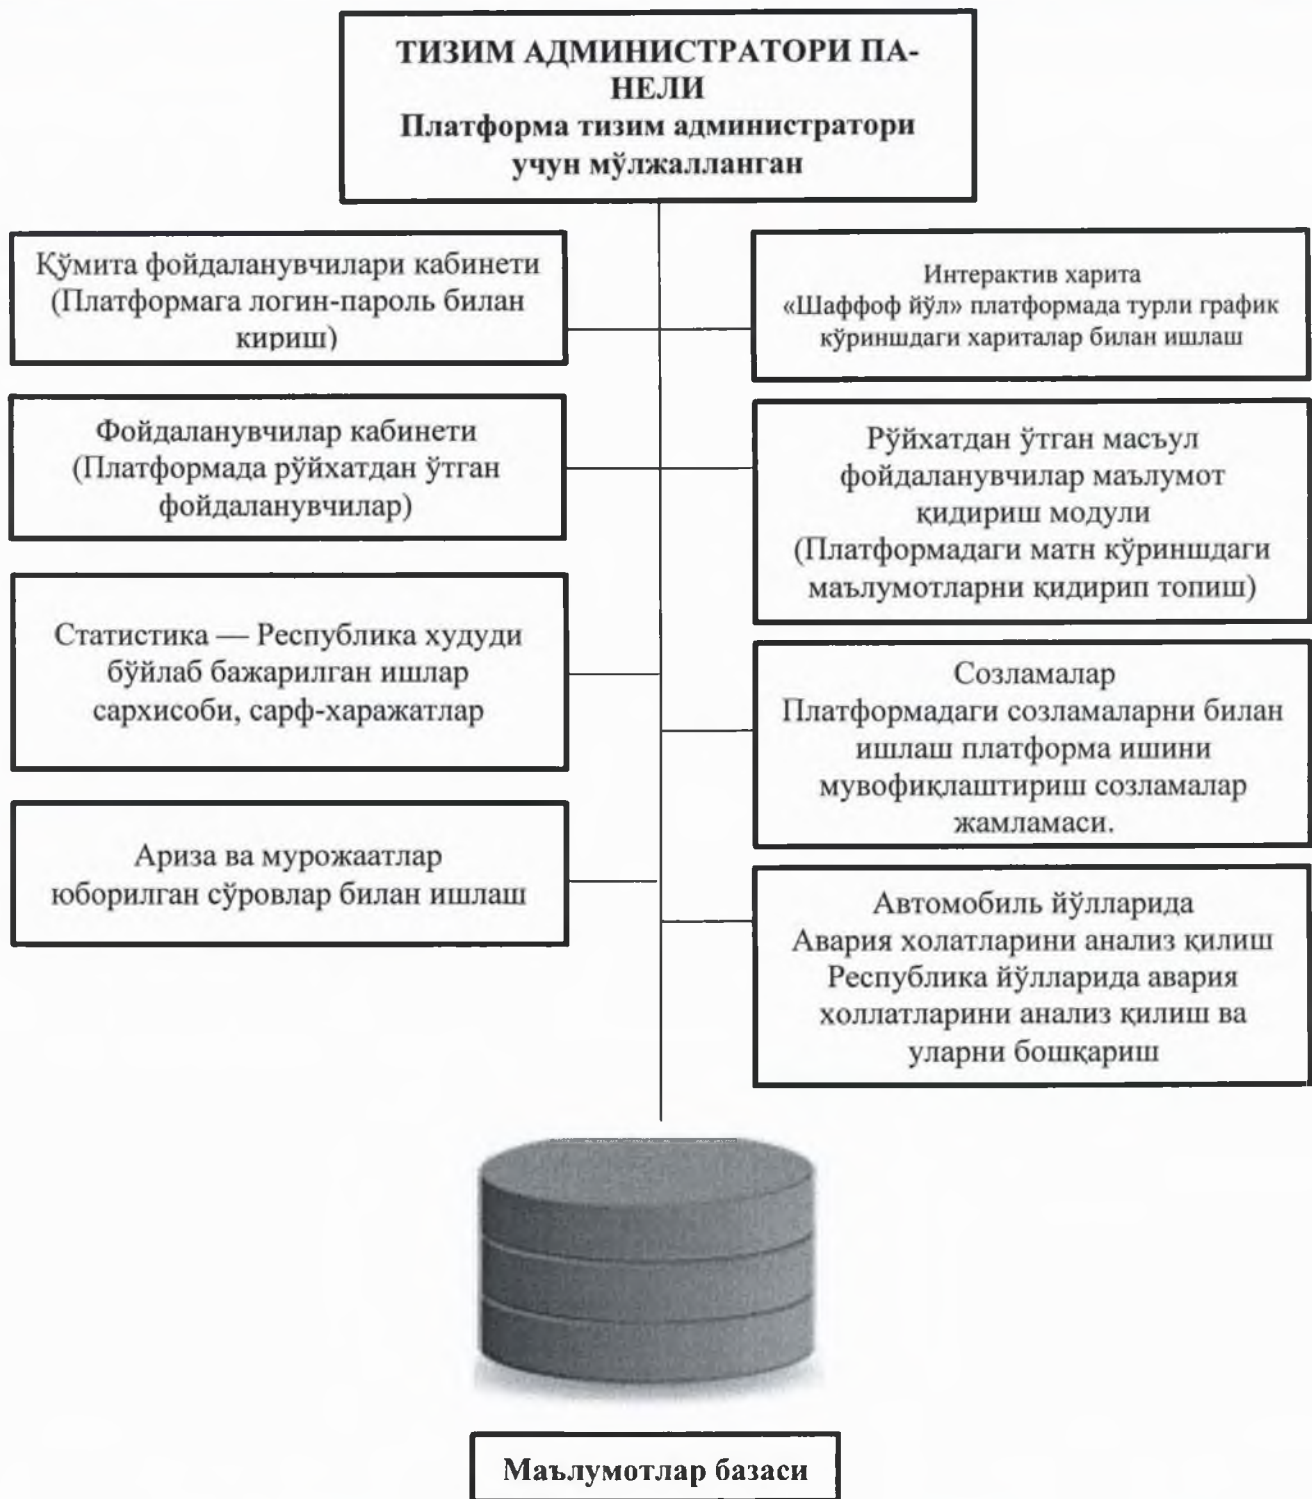 ТИЗИМ АДМИНИСТРАТОРИ ПА-
НЕЛИ
Платформа тизим администратори
учун мўлжалланган
Қўмита фойдаланувчилари кабинети
(Платформага логин-пароль билан
кириш)
Интерактив харита
«Шаффоф йўл» платформада турли график
кўриншдаги хариталар билан ишлаш
Фойдаланувчилар кабинети
(Платформада рўйхатдан ўтган
фойдаланувчилар)
Рўйхатдан ўтган масъул
фойдаланувчилар маълумот
қидириш модули
(Платформадаги матн кўриншдаги
маълумотларни қидирип топиш)
Статистика — Республика худуди
бўйлаб бажарилган ишлар
сархисоби, сарф-харажатлар
Созламалар
Платформадаги созламаларни билан
ишлаш платформа ишини
мувофиқлаштириш созламалар
жамламаси.
Ариза ва мурожаатлар
юборилган сўровлар билан ишлаш
Автомобиль йўлларида
Авария холатларини анализ қилиш
Республика йўлларида авария
холлатларини анализ қилиш ва
уларни бошқариш
Маълумотлар базаси